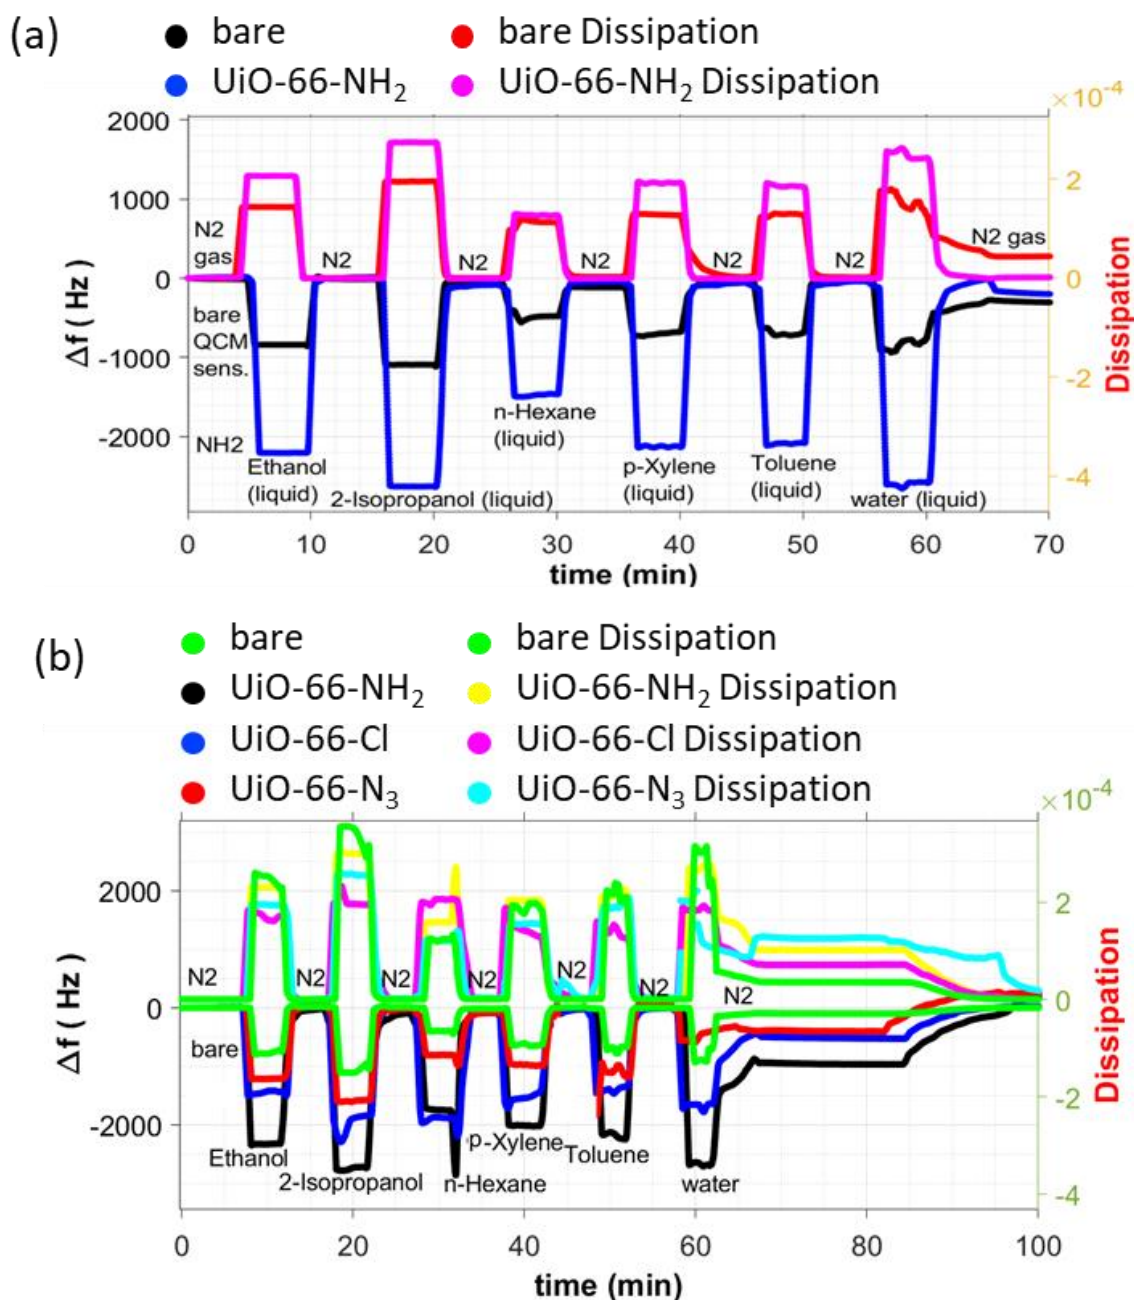 (a)
bare
bare Dissipation
UiO-66-NH₂
UiO-66-NH₂ Dissipation
×10⁻⁴
2000
1000
0
-1000
-2000
Δf ( Hz )
N2
gas
N2
N2
N2
N2
N2
N2 gas
bare
QCM
sens.
NH2
Ethanol
(liquid)
2-Isopropanol (liquid)
n-Hexane
(liquid)
p-Xylene
(liquid)
Toluene
(liquid)
water (liquid)
2
0
-2
-4
Dissipation
0 10 20 30 40 50 60 70
time (min)
(b)
bare
bare Dissipation
UiO-66-NH₂
UiO-66-NH₂ Dissipation
UiO-66-Cl
UiO-66-Cl Dissipation
UiO-66-N₃
UiO-66-N₃ Dissipation
×10⁻⁴
2000
0
-2000
Δf ( Hz )
N2
N2
N2
N2
N2
N2
N2
bare
Ethanol
2-Isopropanol
n-Hexane
p-Xylene
Toluene
water
2
0
-2
-4
Dissipation
0 20 40 60 80 100
time (min)